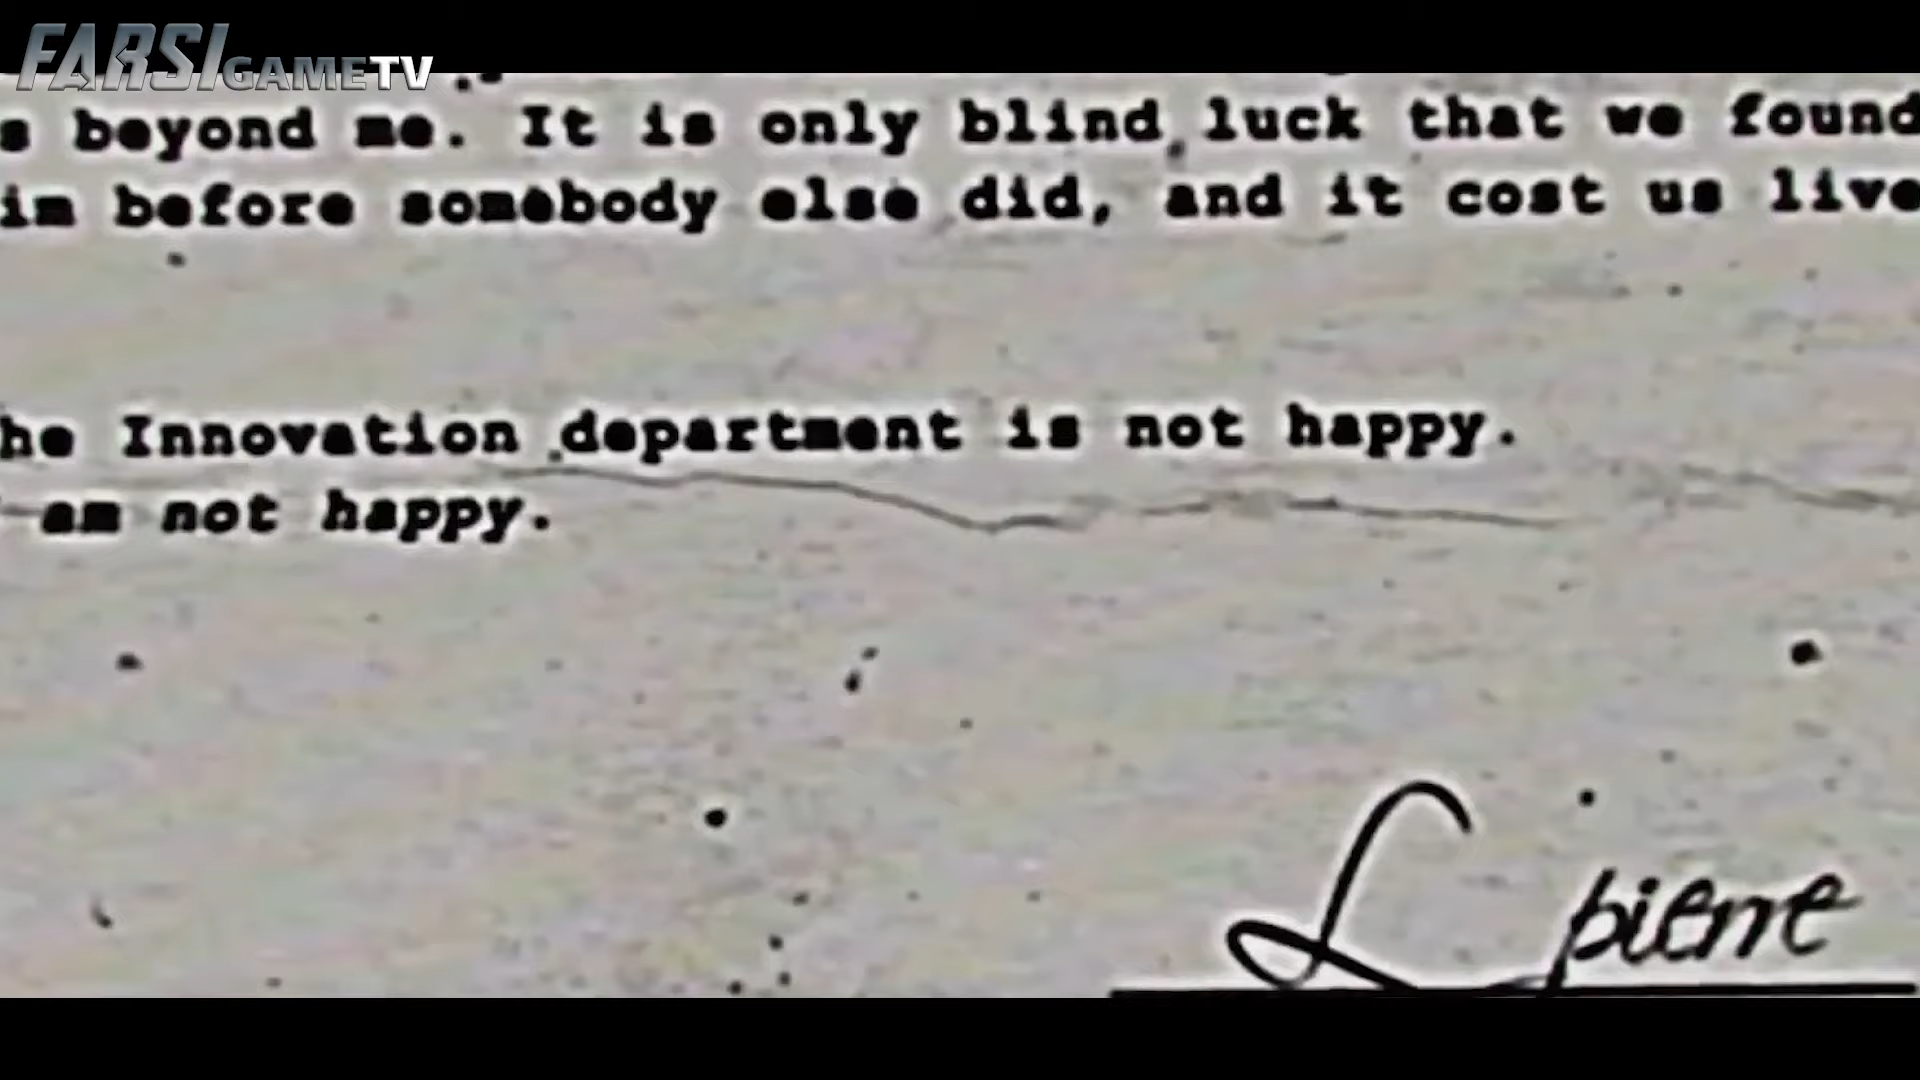 FARSIGAMETV
s beyond me. It is only blind luck that we found
im before somebody else did, and it cost us live
he Innovation department is not happy.
am not happy.
L pierre